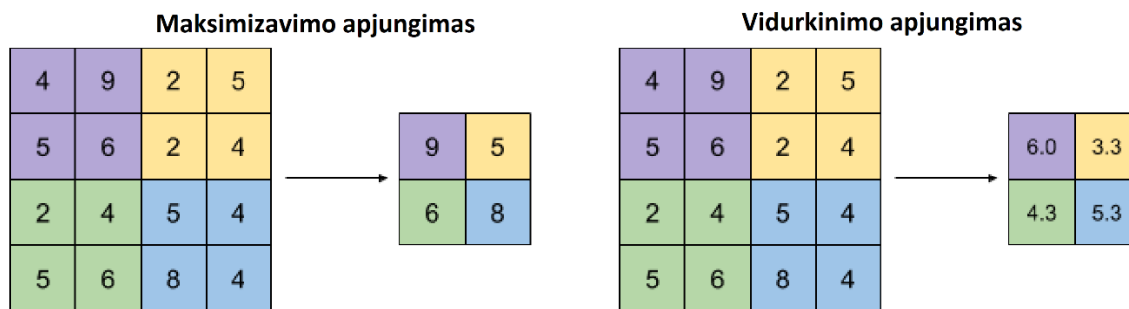 Maksimizavimo apjungimas
4 9 2 5
5 6 2 4
2 4 5 4
5 6 8 4
9 5
6 8
Vidurkinimo apjungimas
4 9 2 5
5 6 2 4
2 4 5 4
5 6 8 4
6.0 3.3
4.3 5.3